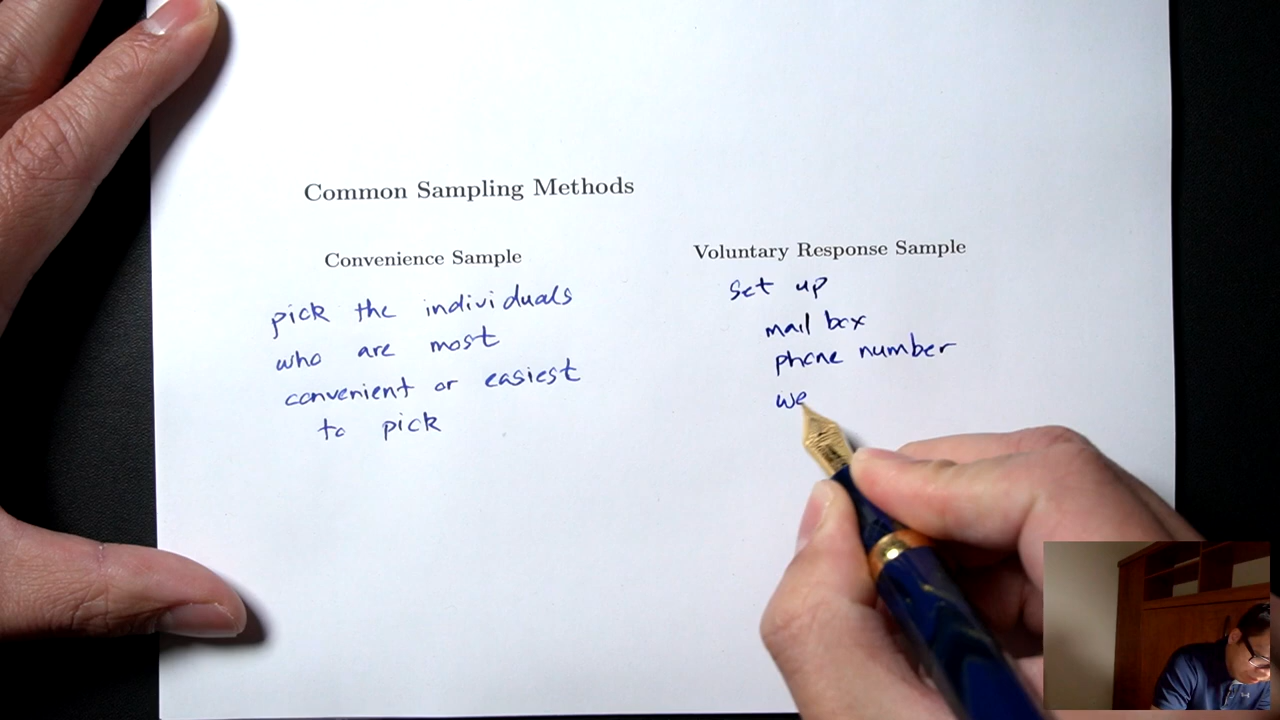 Common Sampling Methods
Convenience Sample
pick the individuals
who are most
convenient or easiest
to pick
Voluntary Response Sample
set up
mail box
phone number
we